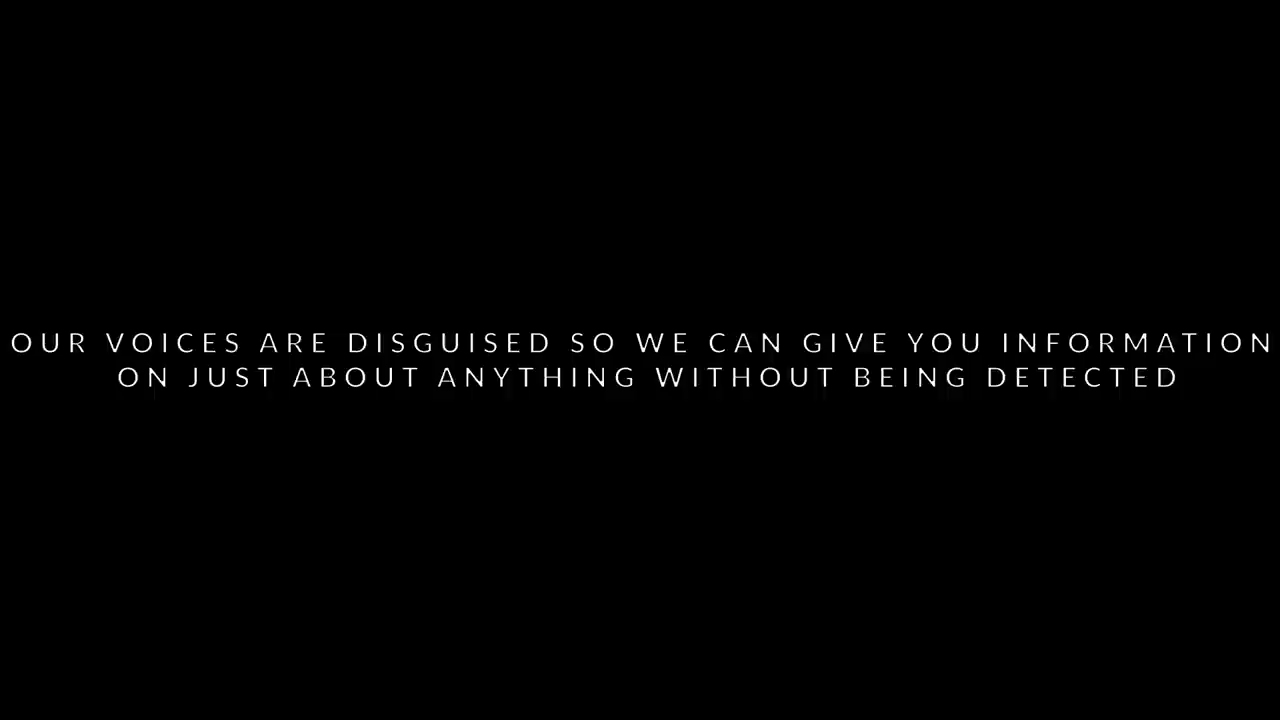 OUR VOICES ARE DISGUISED SO WE CAN GIVE YOU INFORMATION
ON JUST ABOUT ANYTHING WITHOUT BEING DETECTED